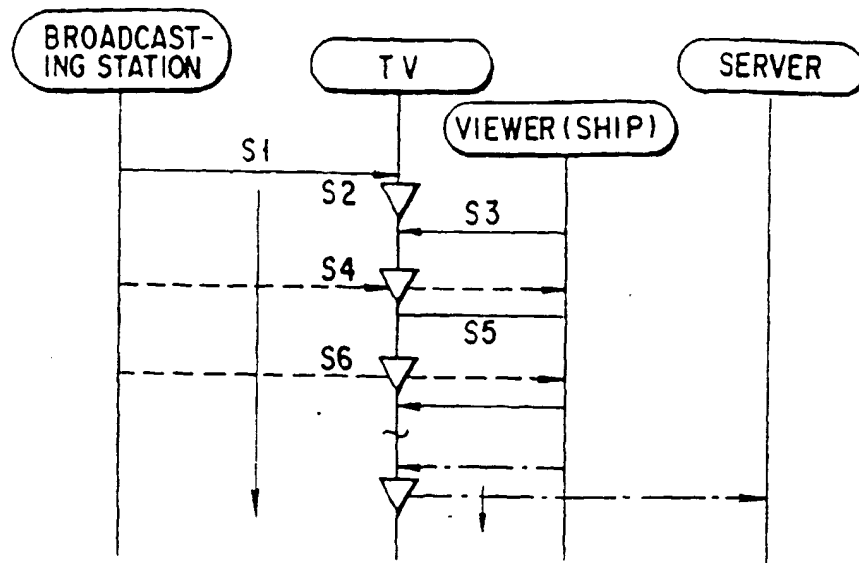 BROADCAST-
ING STATION
TV
SERVER
VIEWER (SHIP)
S1
S2
S3
S4
S5
S6